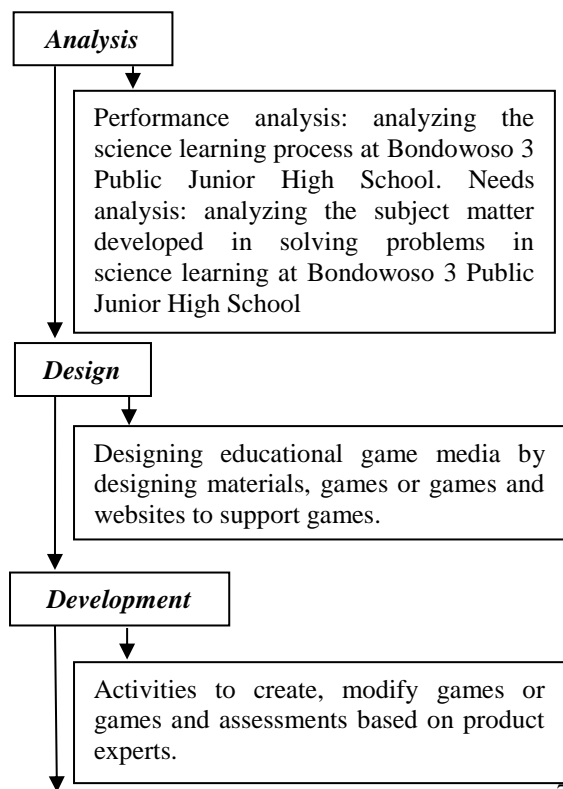 Analysis
Performance analysis: analyzing the
science learning process at Bondowoso 3
Public Junior High School. Needs
analysis: analyzing the subject matter
developed in solving problems in
science learning at Bondowoso 3 Public
Junior High School
Design
Designing educational game media by
designing materials, games or games and
websites to support games.
Development
Activities to create, modify games or
games and assessments based on product
experts.